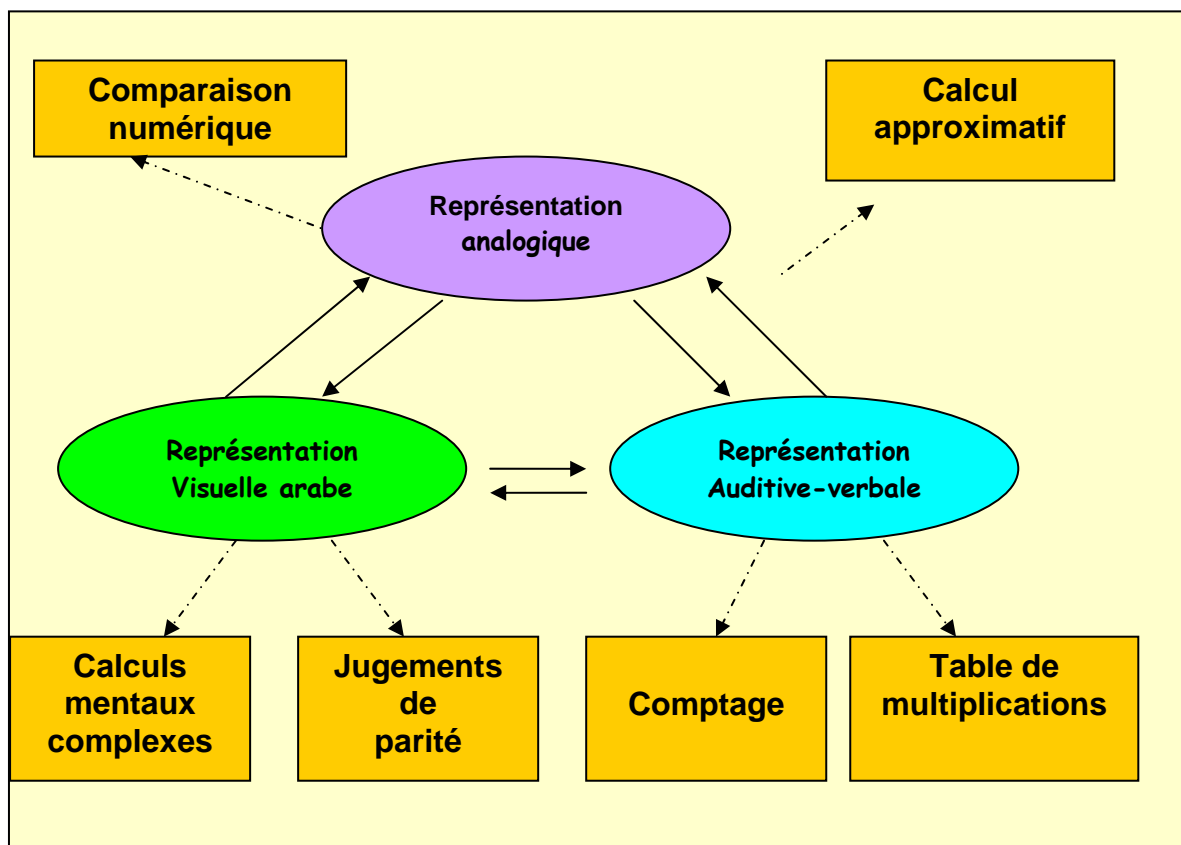 Comparaison
numérique
Calcul
approximatif
Représentation
analogique
Représentation
Visuelle arabe
Représentation
Auditive-verbale
Calculs
mentaux
complexes
Jugements
de
parité
Comptage
Table de
multiplications